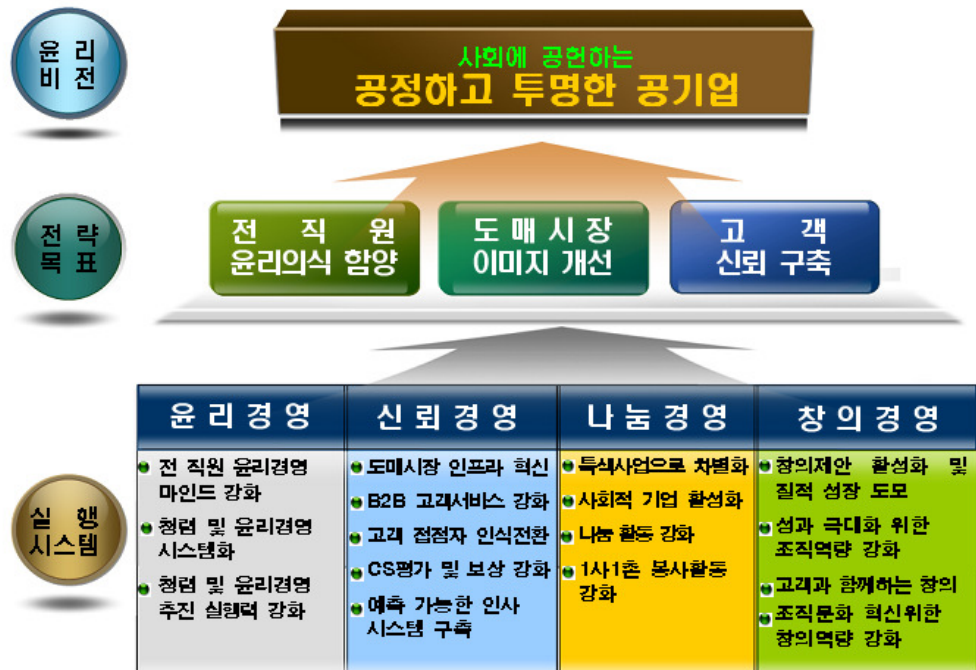 윤 리
비 전
사회에 공헌하는
공정하고 투명한 공기업
전 략
목 표
전 직 원
윤리의식 함양
도 매 시 장
이미지 개선
고 객
신뢰 구축
실 행
시스템
윤 리 경 영
전 직원 윤리경영
마인드 강화
청렴 및 윤리경영
시스템화
청렴 및 윤리경영
추진 실행력 강화
신 뢰 경 영
도매시장 인프라 혁신
B2B 고객서비스 강화
고객 접점자 인식전환
CS평가 및 보상 강화
예측 가능한 인사
시스템 구축
나 눔 경 영
특색사업으로 차별화
사회적 기업 활성화
나눔 활동 강화
1사1촌 봉사활동
강화
창 의 경 영
창의제안 활성화 및
질적 성장 도모
성과 극대화 위한
조직역량 강화
고객과 함께하는 창의
조직문화 혁신위한
창의역량 강화